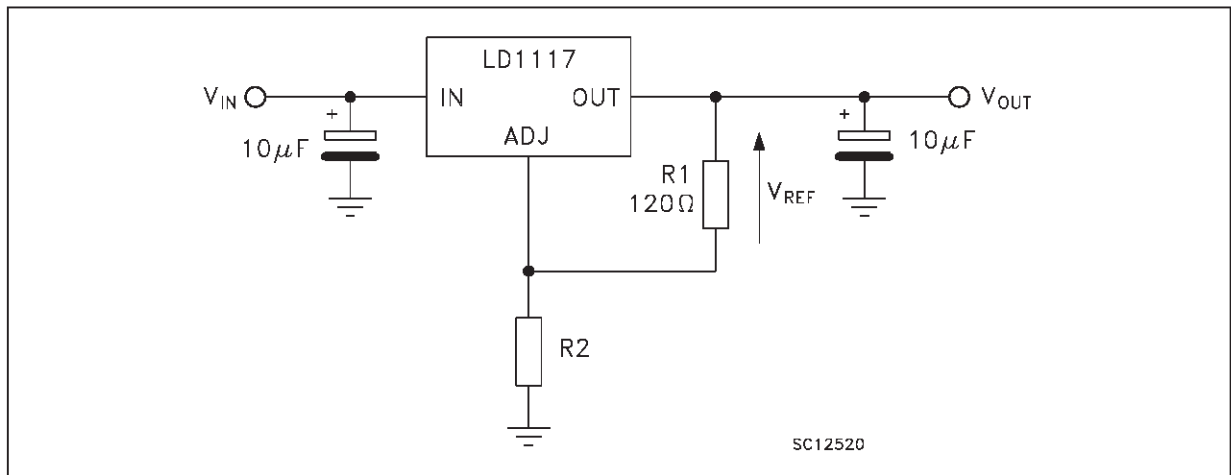 LD1117
V_IN
IN
OUT
V_OUT
+
10µF
ADJ
R1
120Ω
V_REF
+
10µF
R2
SC12520